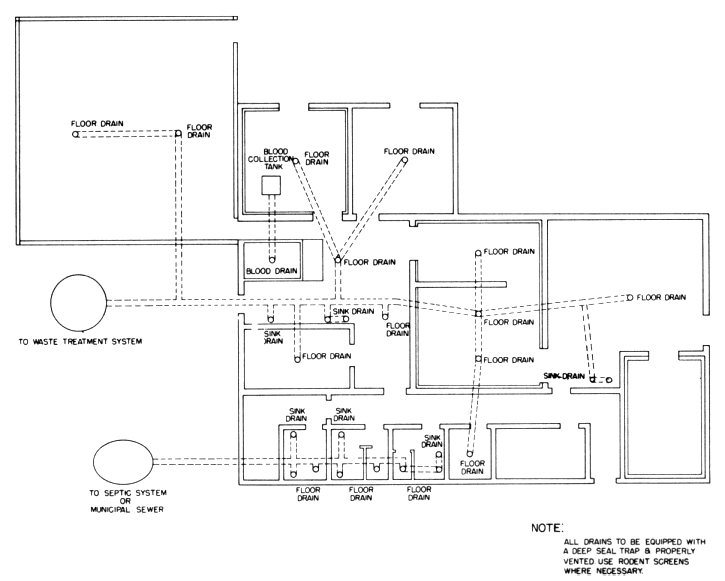 FLOOR DRAIN
FLOOR
DRAIN
BLOOD
COLLECTION
TANK
FLOOR
DRAIN
FLOOR DRAIN
BLOOD DRAIN
FLOOR DRAIN
FLOOR DRAIN
FLOOR DRAIN
SINK
DRAIN
SINK DRAIN
FLOOR
DRAIN
FLOOR DRAIN
TO WASTE TREATMENT SYSTEM
FLOOR DRAIN
FLOOR DRAIN
SINK DRAIN
SINK
DRAIN
SINK
DRAIN
SINK
DRAIN
FLOOR
DRAIN
FLOOR
DRAIN
FLOOR
DRAIN
FLOOR
DRAIN
TO SEPTIC SYSTEM
OR
MUNICIPAL SEWER
NOTE:
ALL DRAINS TO BE EQUIPPED WITH
A DEEP SEAL TRAP & PROPERLY
VENTED USE RODENT SCREENS
WHERE NECESSARY.